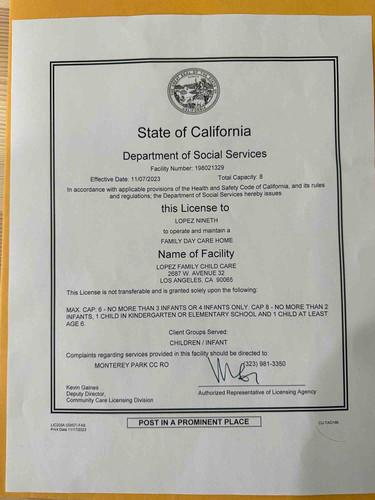 State of California
Department of Social Services
Facility Number: 198021329
Effective Date: 11/07/2023 Total Capacity: 8
In accordance with applicable provisions of the Health and Safety Code of California, and its rules
and regulations; the Department of Social Services hereby issues
this License to
LOPEZ NINETH
to operate and maintain a
FAMILY DAY CARE HOME
Name of Facility
LOPEZ FAMILY CHILD CARE
2687 W. AVENUE 32
LOS ANGELES, CA 90065
This License is not transferable and is granted solely upon the following:
MAX. CAP: 6 - NO MORE THAN 3 INFANTS OR 4 INFANTS ONLY. CAP 8 - NO MORE THAN 2
INFANTS, 1 CHILD IN KINDERGARTEN OR ELEMENTARY SCHOOL AND 1 CHILD AT LEAST
AGE 6.
Client Groups Served:
CHILDREN / INFANT
Complaints regarding services provided in this facility should be directed to:
MONTEREY PARK CC RO (323) 981-3350
Kevin Gaines
Deputy Director,
Community Care Licensing Division
Authorized Representative of Licensing Agency
POST IN A PROMINENT PLACE
Print Date 11/17/2023